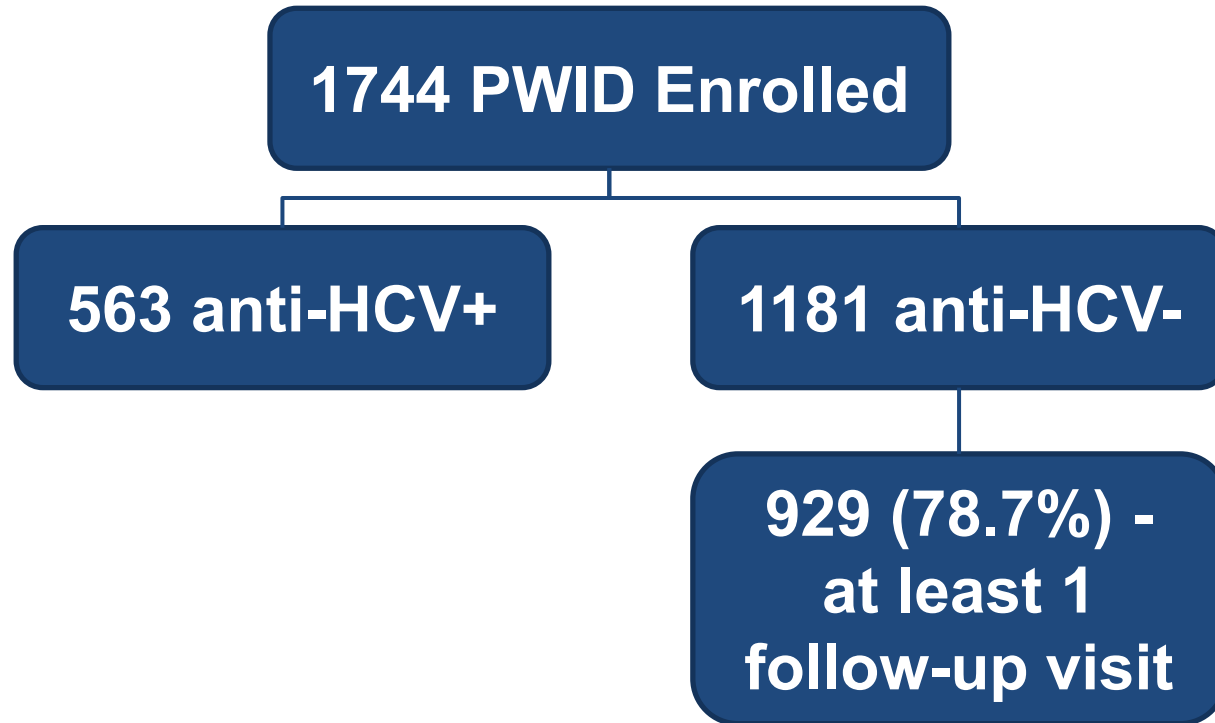 1744 PWID Enrolled
563 anti-HCV+
1181 anti-HCV-
929 (78.7%) -
at least 1
follow-up visit